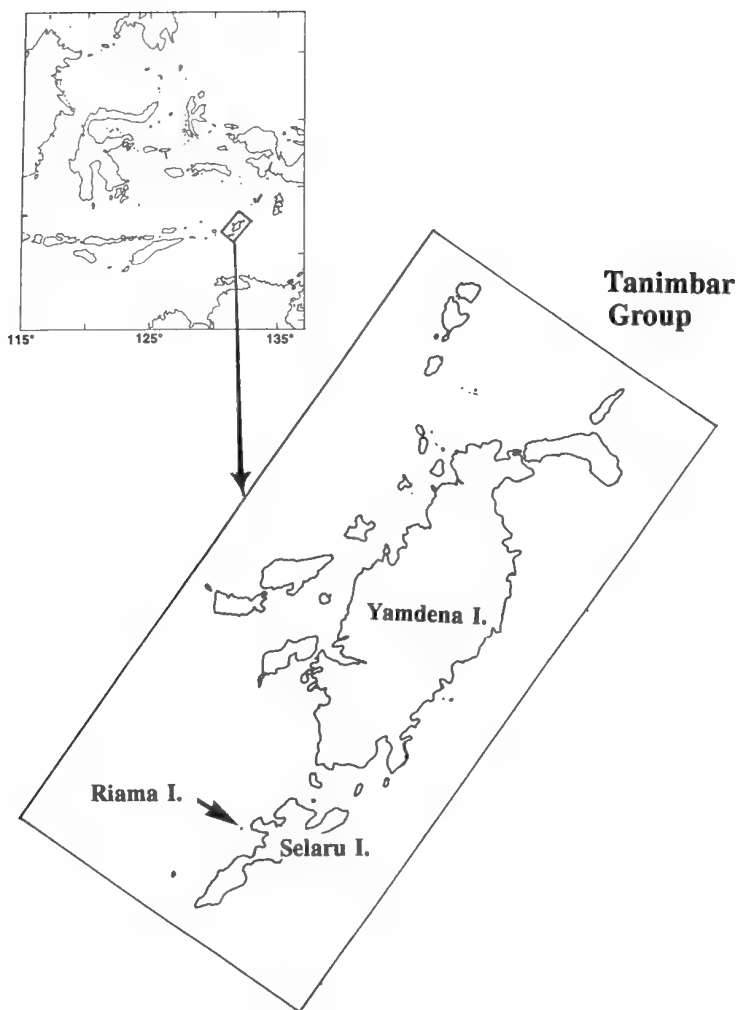 115°
125°
135°
Tanimbar
Group
Yamdena I.
Riama I.
Selaru I.